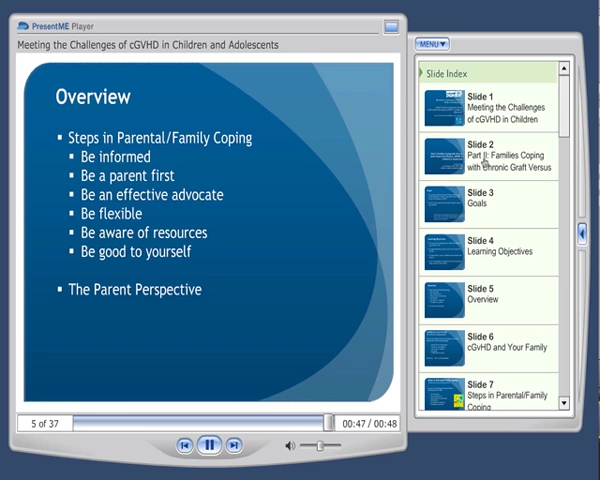 PresentME Player
Meeting the Challenges of cGVHD in Children and Adolescents
Overview
▪ Steps in Parental/Family Coping
▪ Be informed
▪ Be a parent first
▪ Be an effective advocate
▪ Be flexible
▪ Be aware of resources
▪ Be good to yourself
▪ The Parent Perspective
5 of 37
00:47 / 00:48
MENU
Slide Index
Slide 1
Meeting the Challenges
of cGVHD in Children
Slide 2
Part II: Families Coping
with Chronic Graft Versus
Slide 3
Goals
Slide 4
Learning Objectives
Slide 5
Overview
Slide 6
cGvHD and Your Family
Slide 7
Steps in Parental/Family
Coping